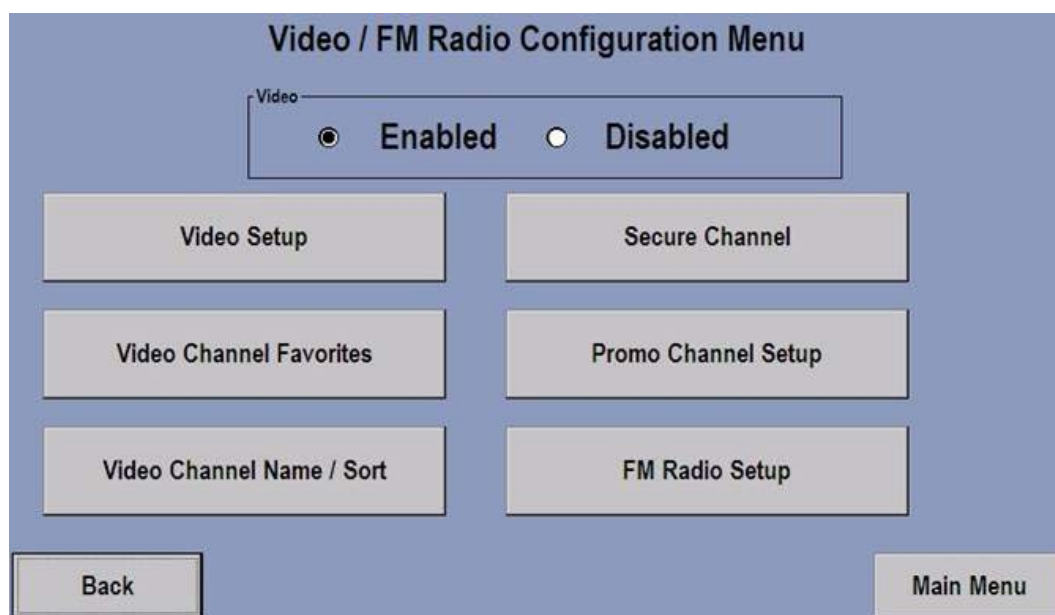 Video / FM Radio Configuration Menu
Video
Enabled Disabled
Video Setup Secure Channel
Video Channel Favorites Promo Channel Setup
Video Channel Name / Sort FM Radio Setup
Back Main Menu